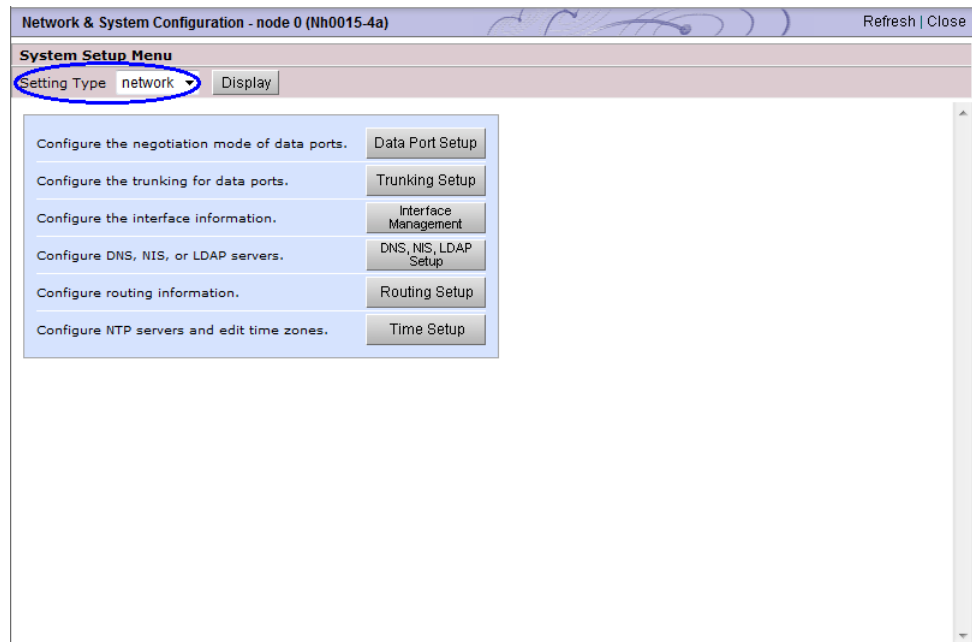 Network & System Configuration - node 0 (Nh0015-4a)
Refresh | Close
System Setup Menu
Setting Type network Display
Configure the negotiation mode of data ports. Data Port Setup
Configure the trunking for data ports. Trunking Setup
Configure the interface information. Interface
Management
Configure DNS, NIS, or LDAP servers. DNS, NIS, LDAP
Setup
Configure routing information. Routing Setup
Configure NTP servers and edit time zones. Time Setup